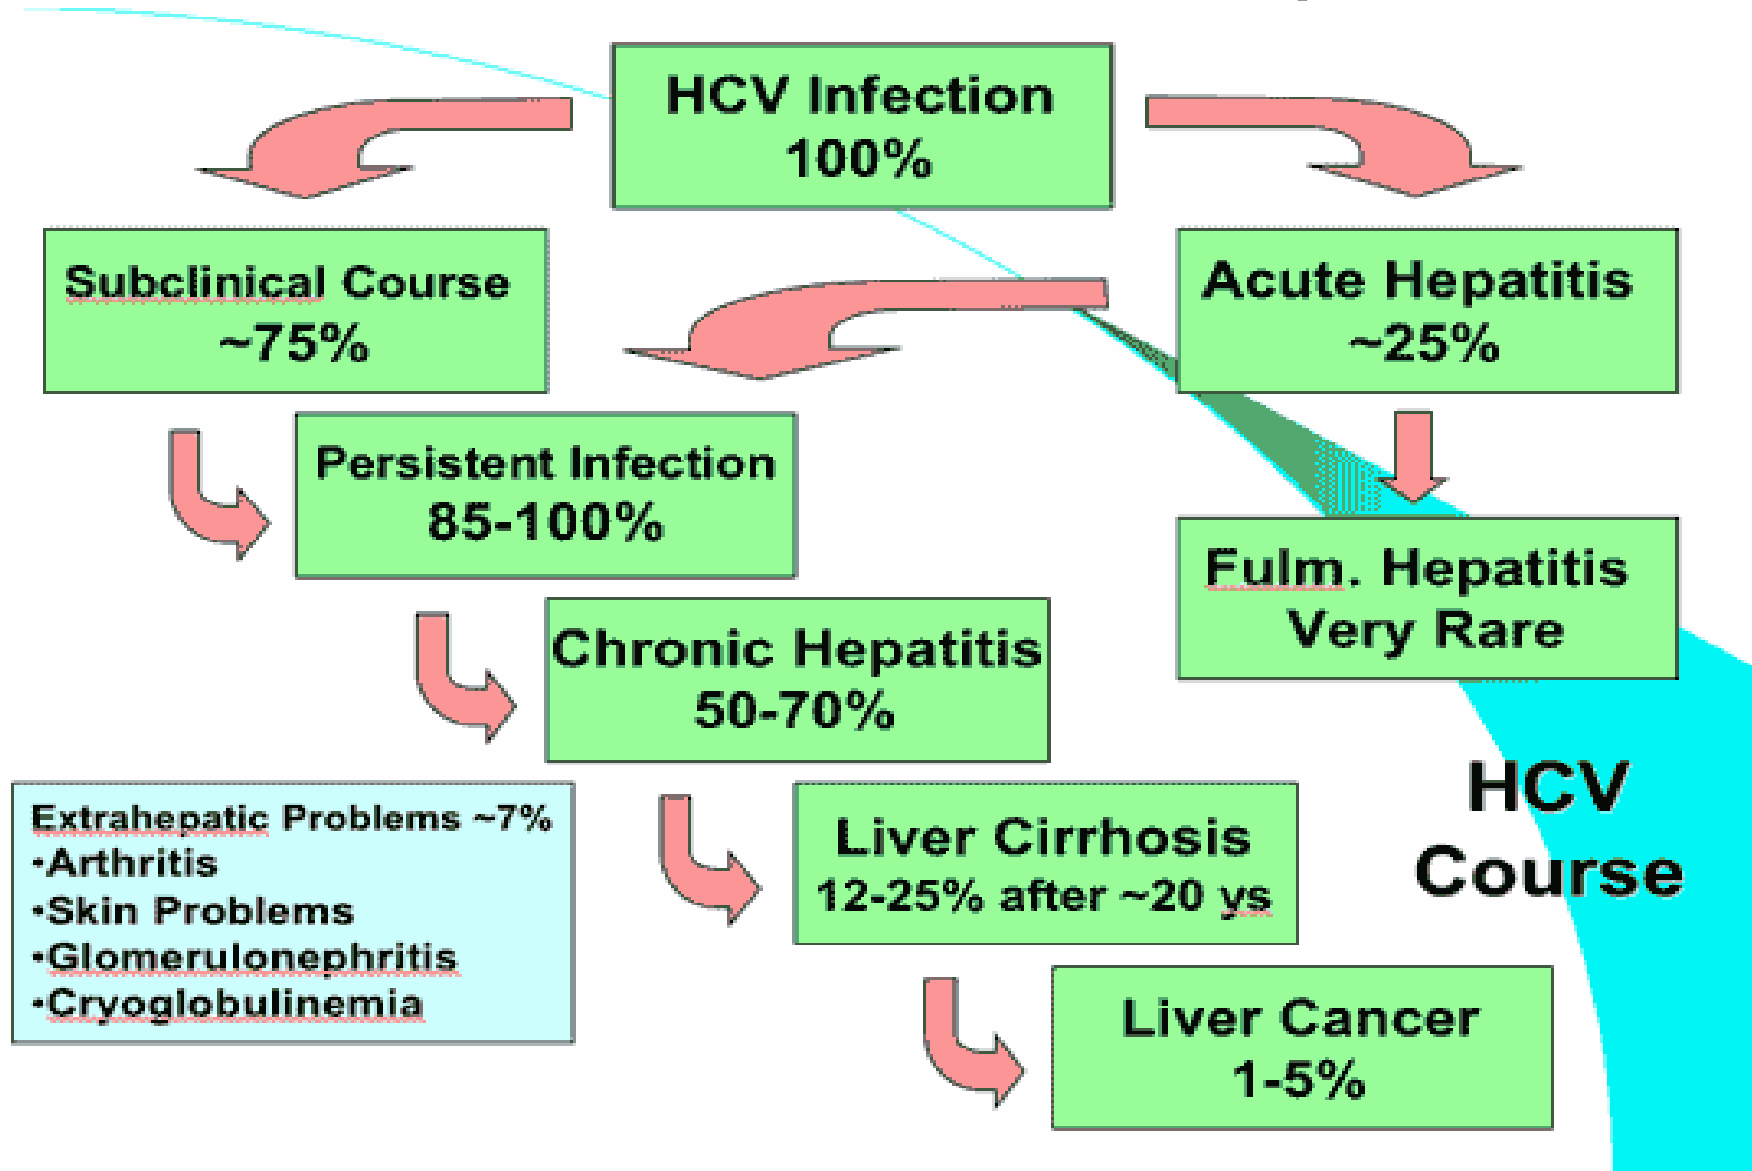 HCV Infection
100%
Subclinical Course
~75%
Acute Hepatitis
~25%
Persistent Infection
85-100%
Fulm. Hepatitis
Very Rare
Chronic Hepatitis
50-70%
Extrahepatic Problems ~7%
•Arthritis
•Skin Problems
•Glomerulonephritis
•Cryoglobulinemia
Liver Cirrhosis
12-25% after ~20 ys
HCV
Course
Liver Cancer
1-5%